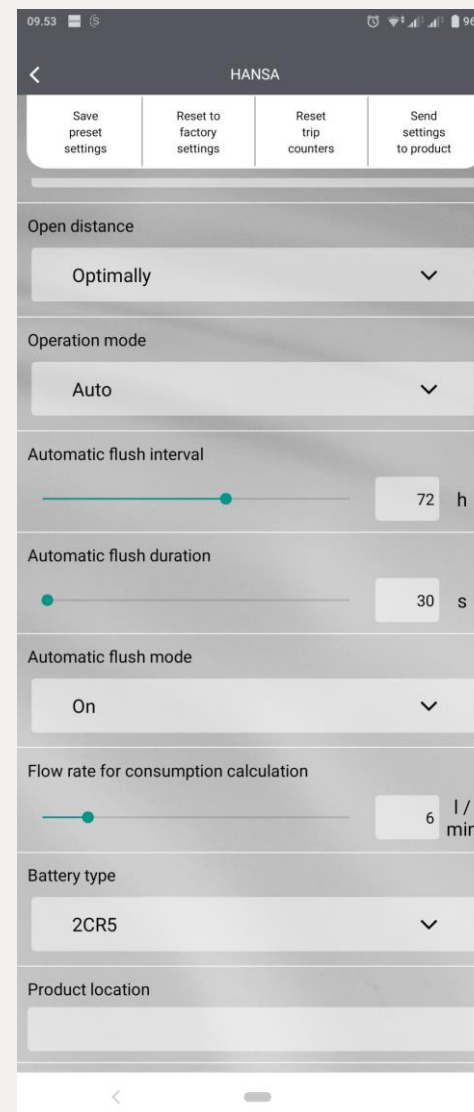 09.53
96
HANSA
Save preset settings
Reset to factory settings
Reset trip counters
Send settings to product
Open distance
Optimally
Operation mode
Auto
Automatic flush interval
72 h
Automatic flush duration
30 s
Automatic flush mode
On
Flow rate for consumption calculation
6 l / min
Battery type
2CR5
Product location